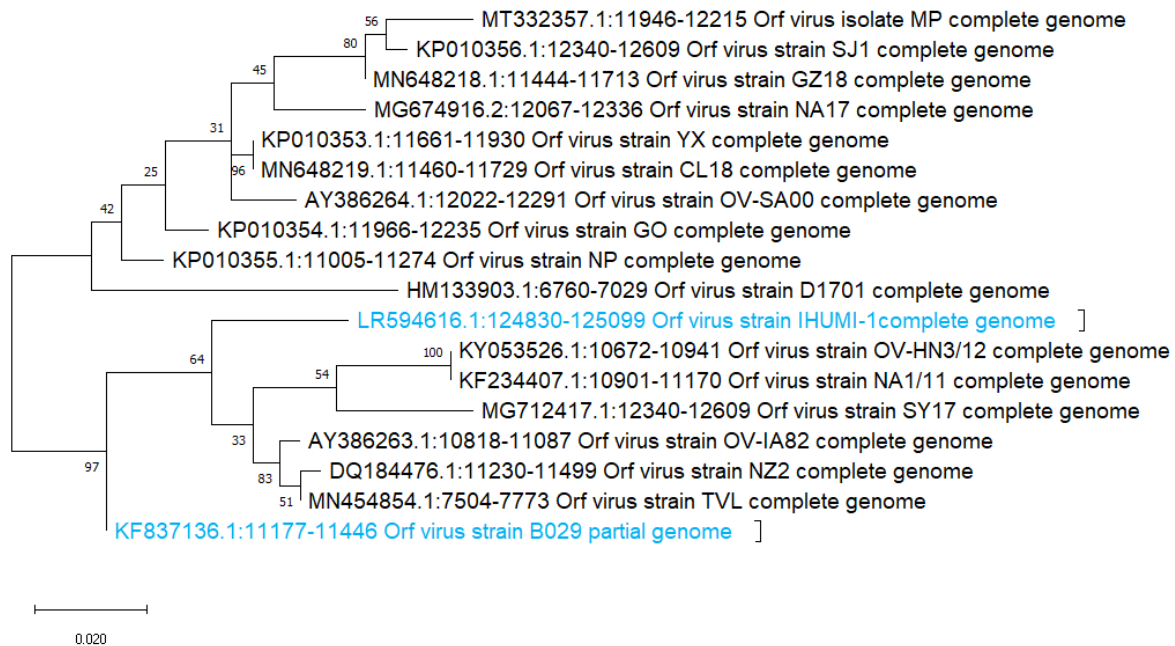 56
MT332357.1:11946-12215 Orf virus isolate MP complete genome
80
KP010356.1:12340-12609 Orf virus strain SJ1 complete genome
45
MN648218.1:11444-11713 Orf virus strain GZ18 complete genome
MG674916.2:12067-12336 Orf virus strain NA17 complete genome
31
KP010353.1:11661-11930 Orf virus strain YX complete genome
96
MN648219.1:11460-11729 Orf virus strain CL18 complete genome
25
AY386264.1:12022-12291 Orf virus strain OV-SA00 complete genome
42
KP010354.1:11966-12235 Orf virus strain GO complete genome
KP010355.1:11005-11274 Orf virus strain NP complete genome
HM133903.1:6760-7029 Orf virus strain D1701 complete genome
LR594616.1:124830-125099 Orf virus strain IHUMI-1complete genome ]
64
100
KY053526.1:10672-10941 Orf virus strain OV-HN3/12 complete genome
54
KF234407.1:10901-11170 Orf virus strain NA1/11 complete genome
MG712417.1:12340-12609 Orf virus strain SY17 complete genome
33
AY386263.1:10818-11087 Orf virus strain OV-IA82 complete genome
97
83
DQ184476.1:11230-11499 Orf virus strain NZ2 complete genome
51
MN454854.1:7504-7773 Orf virus strain TVL complete genome
KF837136.1:11177-11446 Orf virus strain B029 partial genome ]
0.020